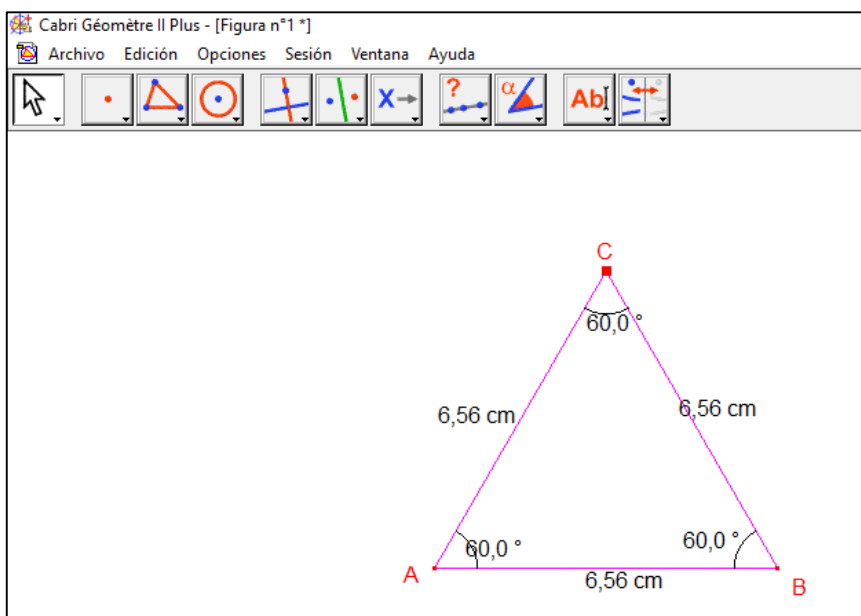 Cabri Géomètre II Plus - [Figura n°1 *]
Archivo Edición Opciones Sesión Ventana Ayuda
? α
X Ab
C
60,0 °
6,56 cm 6,56 cm
60,0 ° 60,0 °
A 6,56 cm B